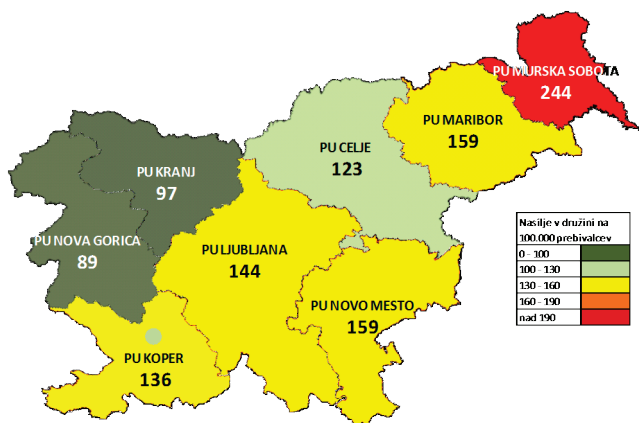 PU MURSKA SOBOTA
244
PU MARIBOR
159
PU CELJE
123
PU KRANJ
97
PU NOVA GORICA
89
PU LJUBLJANA
144
PU NOVO MESTO
159
PU KOPER
136
Nasilje v družini na
100.000 prebivalcev
0 - 100
100 - 130
130 - 160
160 - 190
nad 190